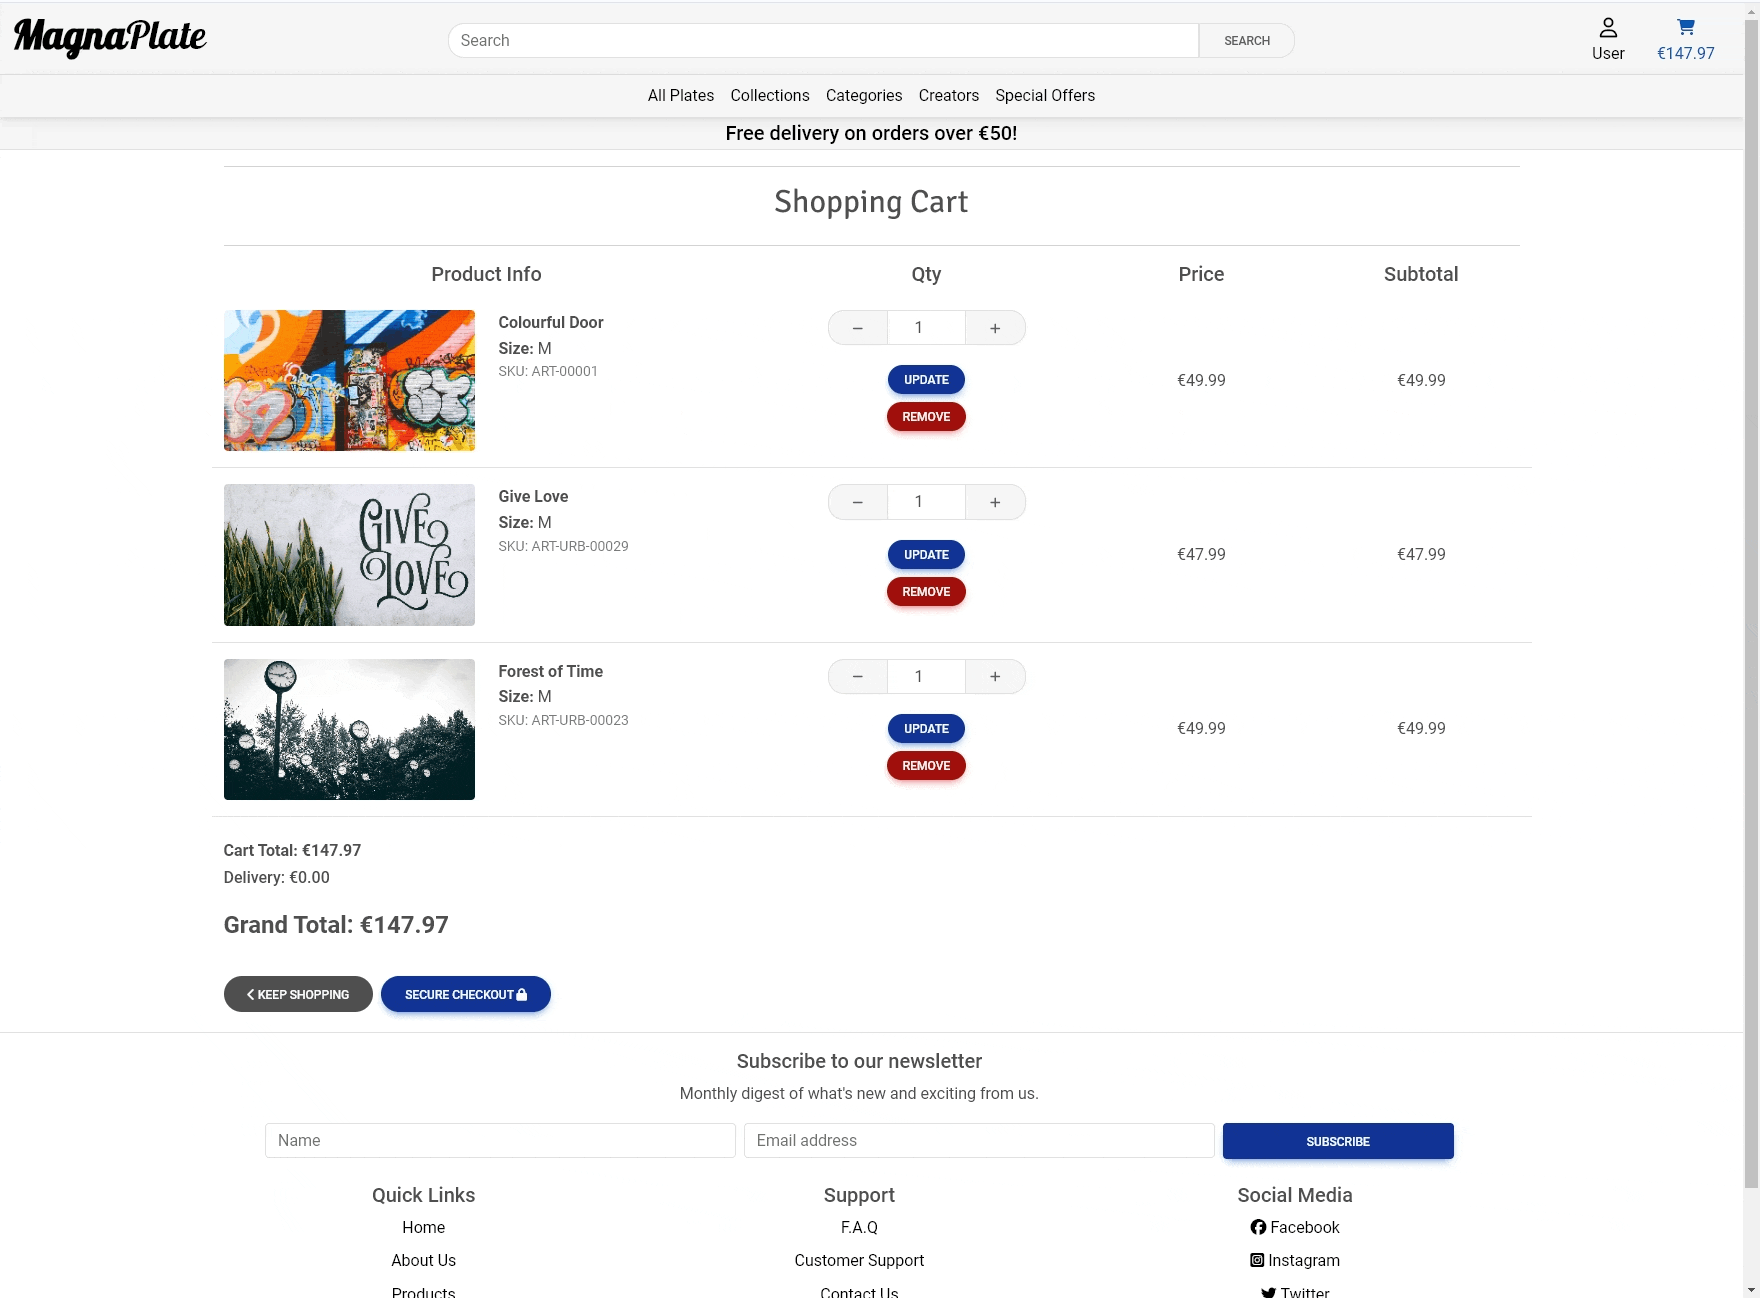 MagnaPlate
Search
SEARCH
User
€147.97
All Plates Collections Categories Creators Special Offers
Free delivery on orders over €50!
Shopping Cart
Product Info Qty Price Subtotal
Colourful Door
Size: M
SKU: ART-00001
− 1 +
UPDATE
REMOVE
€49.99 €49.99
GIVE
LOVE
Give Love
Size: M
SKU: ART-URB-00029
− 1 +
UPDATE
REMOVE
€47.99 €47.99
Forest of Time
Size: M
SKU: ART-URB-00023
− 1 +
UPDATE
REMOVE
€49.99 €49.99
Cart Total: €147.97
Delivery: €0.00
Grand Total: €147.97
KEEP SHOPPING SECURE CHECKOUT
Subscribe to our newsletter
Monthly digest of what's new and exciting from us.
Name Email address SUBSCRIBE
Quick Links Support Social Media
Home F.A.Q Facebook
About Us Customer Support Instagram
Products Contact Us Twitter